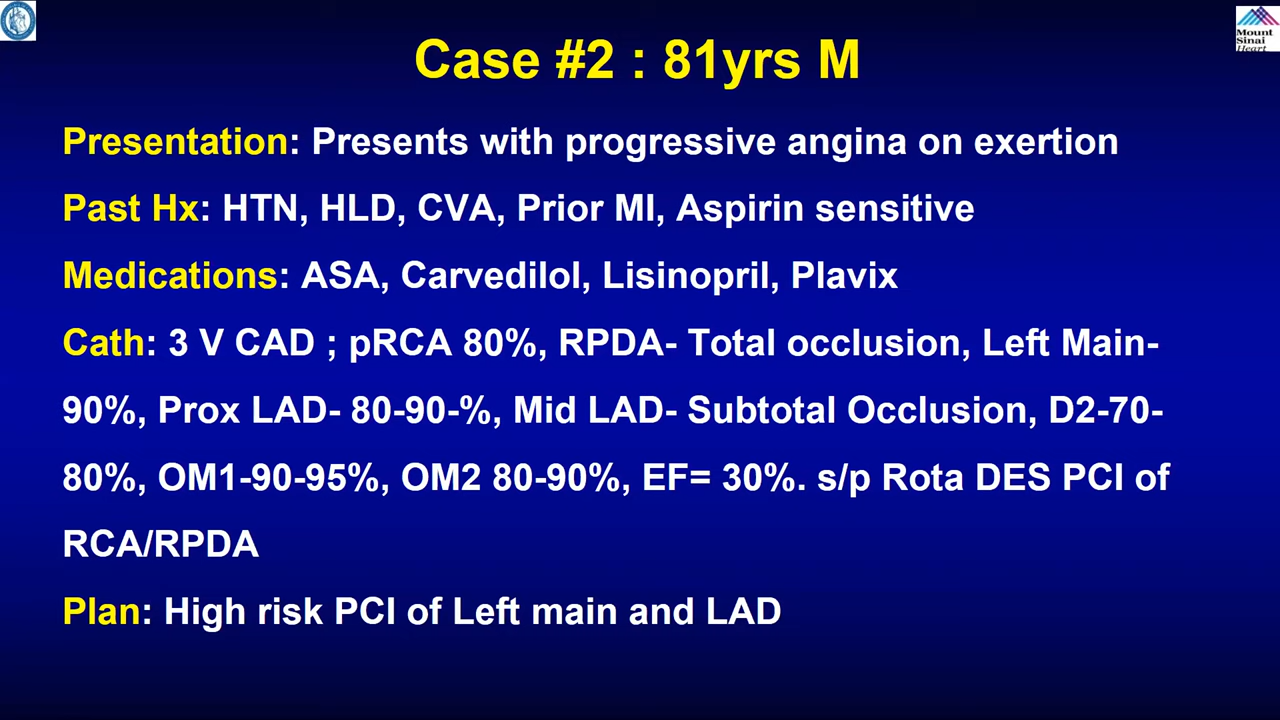 Mount
Sinai
Heart
Case #2 : 81yrs M
Presentation: Presents with progressive angina on exertion
Past Hx: HTN, HLD, CVA, Prior MI, Aspirin sensitive
Medications: ASA, Carvedilol, Lisinopril, Plavix
Cath: 3 V CAD ; pRCA 80%, RPDA- Total occlusion, Left Main-
90%, Prox LAD- 80-90-%, Mid LAD- Subtotal Occlusion, D2-70-
80%, OM1-90-95%, OM2 80-90%, EF= 30%. s/p Rota DES PCI of
RCA/RPDA
Plan: High risk PCI of Left main and LAD